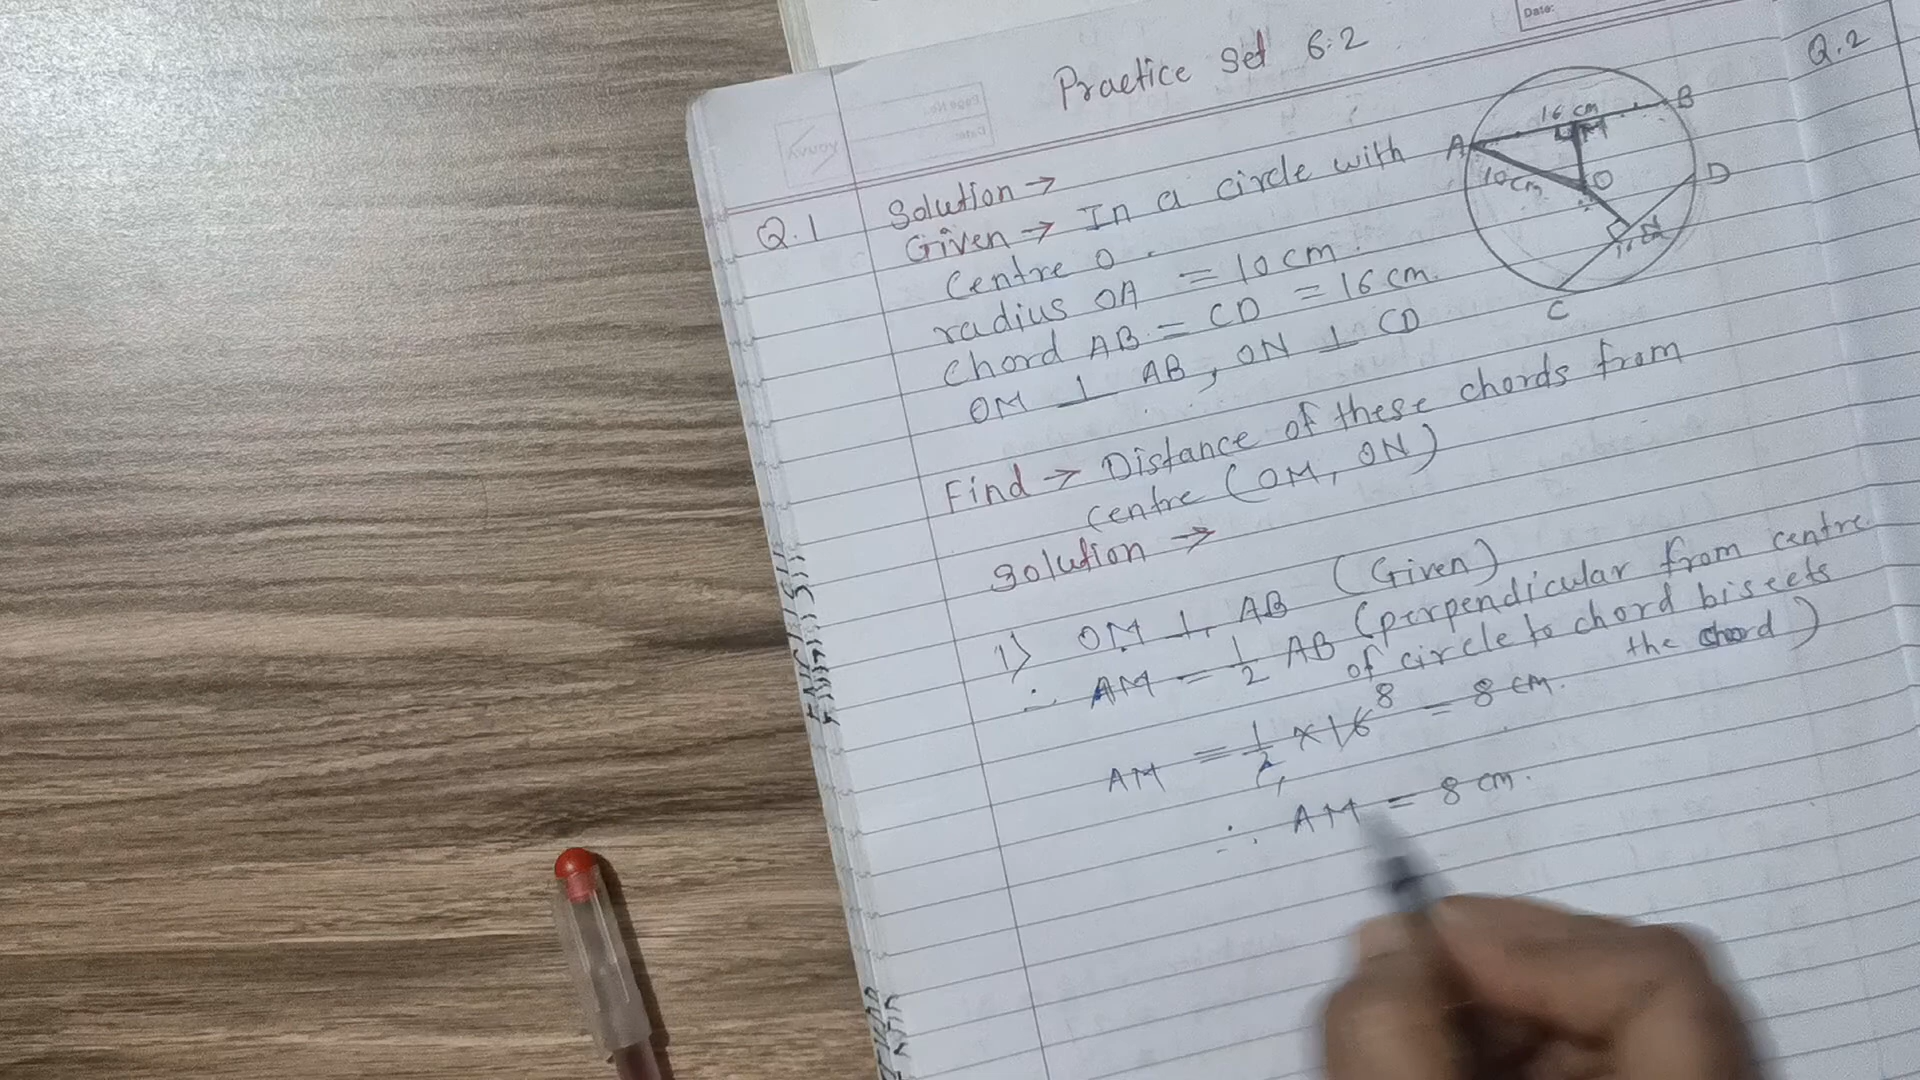 Date:
Practice Set 6.2
Q.2
Q.1 Solution →
Given → In a circle with
centre O.
radius OA = 10 cm.
chord AB = CD = 16 cm.
OM ⊥ AB, ON ⊥ CD
A
16 cm
B
M
10 cm
O
D
N
C
Find → Distance of these chords from
centre (OM, ON)
Solution →
1) OM ⊥ AB (Given)
∴ AM = 1/2 AB (perpendicular from centre
of circle to chord bisects
the chord)
AM = 1/2 × 16 8 = 8 cm.
∴ AM = 8 cm.